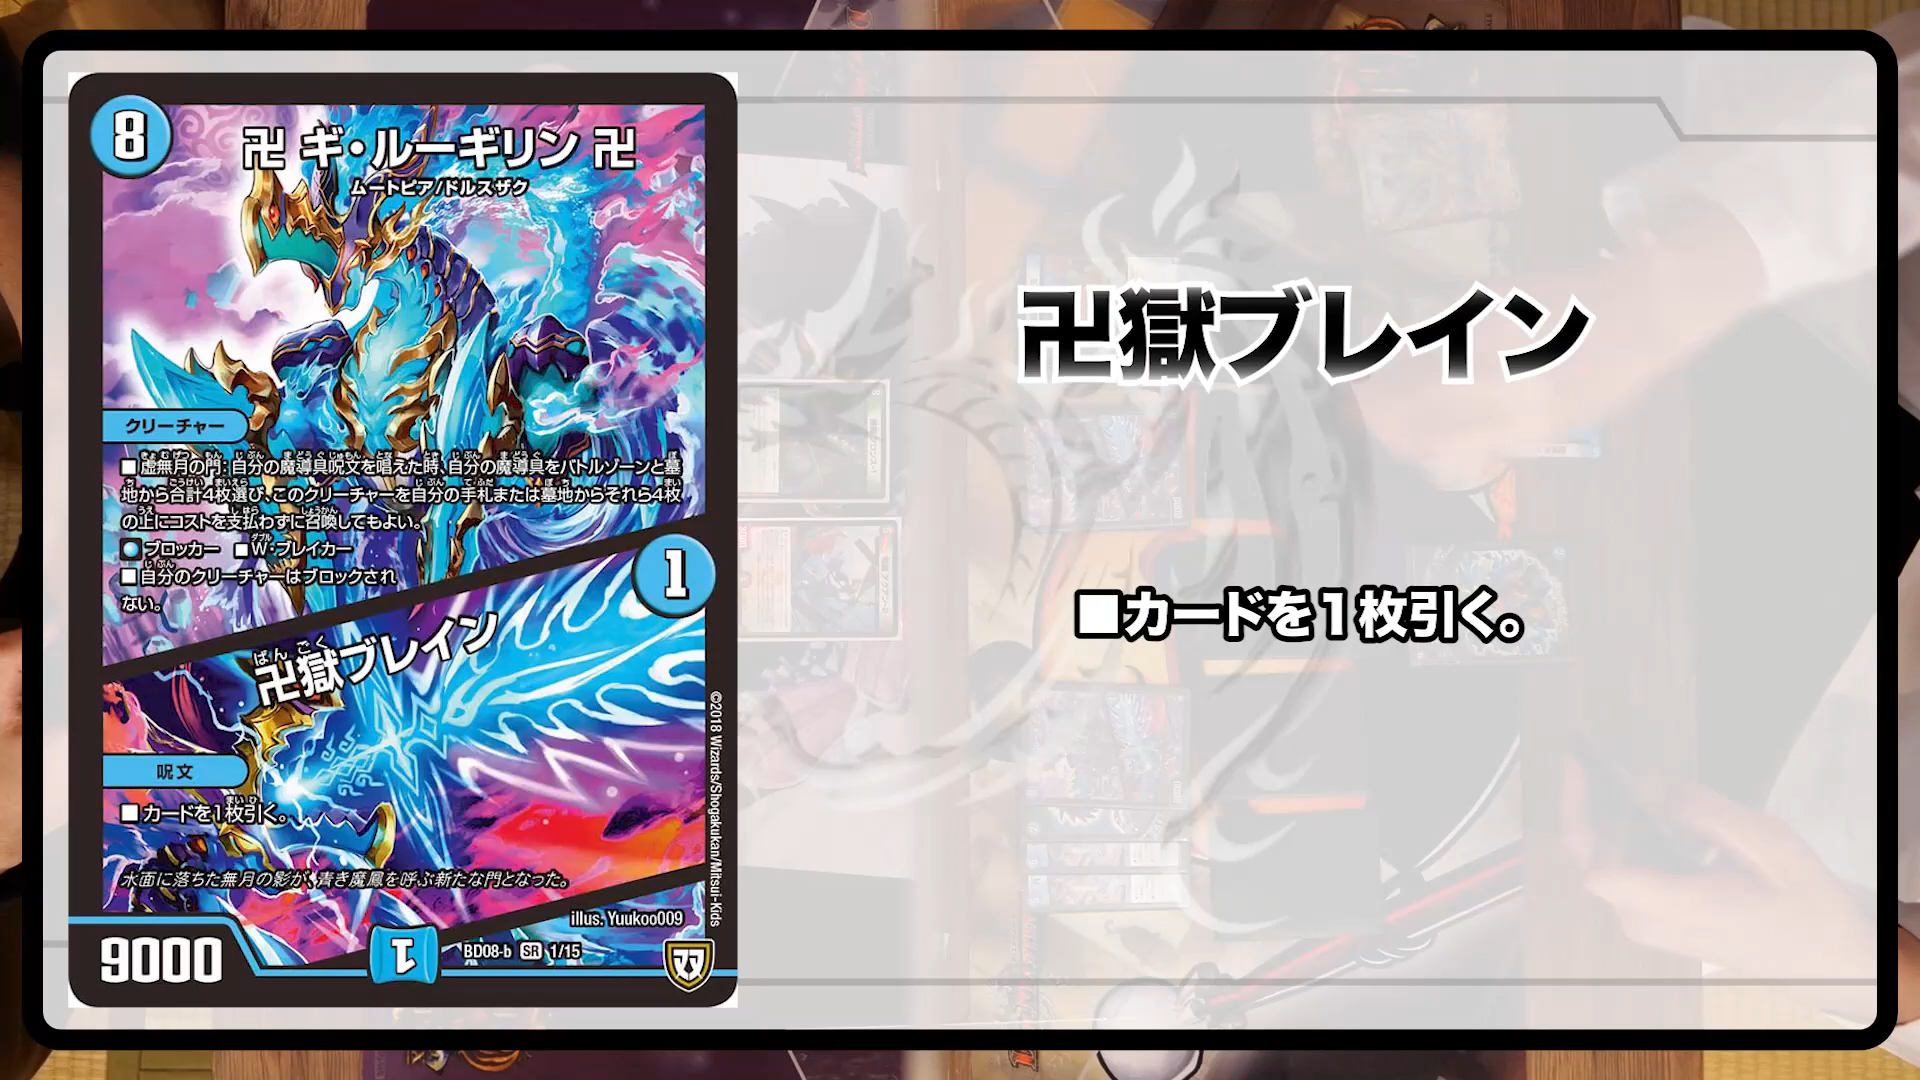 8
卍 ギ・ルーギリン 卍
ムートピア/ドルスザク
クリーチャー
■虚無月の門：自分の魔導具呪文を唱えた時、自分の魔導具をバトルゾーンと墓
地から合計4枚選び、このクリーチャーを自分の手札または墓地からそれら4枚
の上にコストを支払わずに召喚してもよい。
ブロッカー ■W・ブレイカー
■自分のクリーチャーはブロックされ
ない。
1
卍獄ブレイン
呪文
■カードを1枚引く。
水面に落ちた無月の影が、青き魔鳳を呼ぶ新たな門となった。
illus. Yuukoo009
©2018 Wizards/Shogakukan/Mitsui-Kids
9000
1
BD08-b SR 1/15
卍獄ブレイン
■カードを1枚引く。